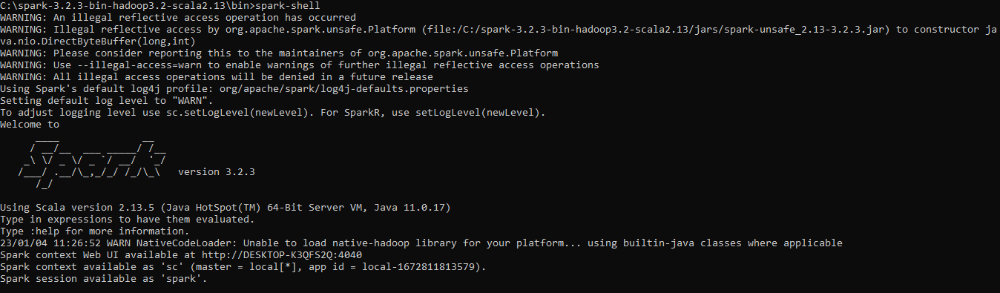 C:\spark-3.2.3-bin-hadoop3.2-scala2.13\bin>spark-shell
WARNING: An illegal reflective access operation has occurred
WARNING: Illegal reflective access by org.apache.spark.unsafe.Platform (file:/C:/spark-3.2.3-bin-hadoop3.2-scala2.13/jars/spark-unsafe_2.13-3.2.3.jar) to constructor ja
va.nio.DirectByteBuffer(long,int)
WARNING: Please consider reporting this to the maintainers of org.apache.spark.unsafe.Platform
WARNING: Use --illegal-access=warn to enable warnings of further illegal reflective access operations
WARNING: All illegal access operations will be denied in a future release
Using Spark's default log4j profile: org/apache/spark/log4j-defaults.properties
Setting default log level to "WARN".
To adjust logging level use sc.setLogLevel(newLevel). For SparkR, use setLogLevel(newLevel).
Welcome to
      ____              __
     / __/__  ___ _____/ /__
    _\ \/ _ \/ _ `/ __/  '_/
   /___/ .__/\_,_/_/ /_/\_\   version 3.2.3
      /_/
Using Scala version 2.13.5 (Java HotSpot(TM) 64-Bit Server VM, Java 11.0.17)
Type in expressions to have them evaluated.
Type :help for more information.
23/01/04 11:26:52 WARN NativeCodeLoader: Unable to load native-hadoop library for your platform... using builtin-java classes where applicable
Spark context Web UI available at http://DESKTOP-K3QFS2Q:4040
Spark context available as 'sc' (master = local[*], app id = local-1672811813579).
Spark session available as 'spark'.